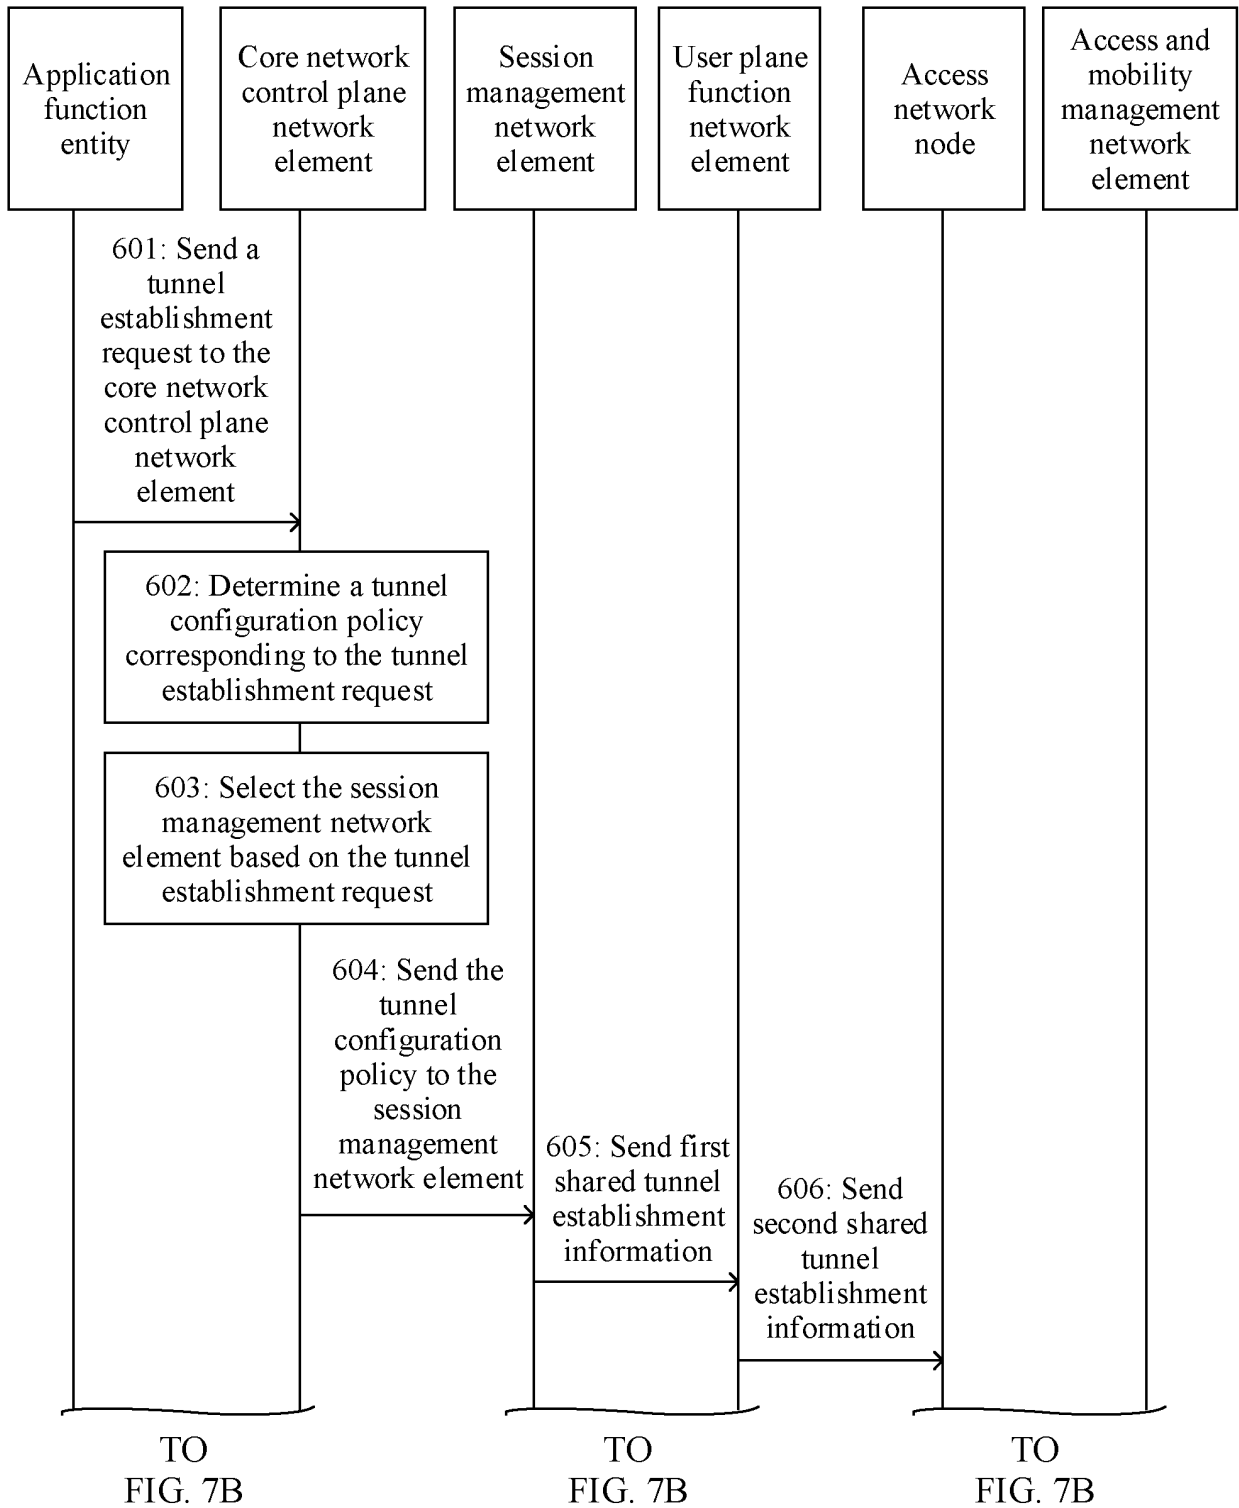 Application
function
entity
Core network
control plane
network
element
Session
management
network
element
User plane
function
network
element
Access
network
node
Access and
mobility
management
network
element
601: Send a
tunnel
establishment
request to the
core network
control plane
network
element
602: Determine a tunnel
configuration policy
corresponding to the tunnel
establishment request
603: Select the session
management network
element based on the tunnel
establishment request
604: Send the
tunnel
configuration
policy to the
session
management
network element
605: Send first
shared tunnel
establishment
information
606: Send
second shared
tunnel
establishment
information
TO
FIG. 7B
TO
FIG. 7B
TO
FIG. 7B